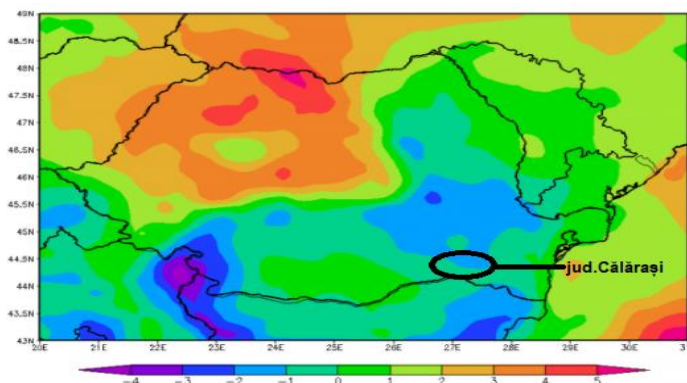 49N
48.5N
48N
47.5N
47N
46.5N
46N
45.5N
45N
44.5N
44N
43.5N
43N
jud.Călărași
20E 21E 22E 23E 24E 25E 26E 27E 28E 29E 30E
-4 -3 -2 -1 0 1 2 3 4 5